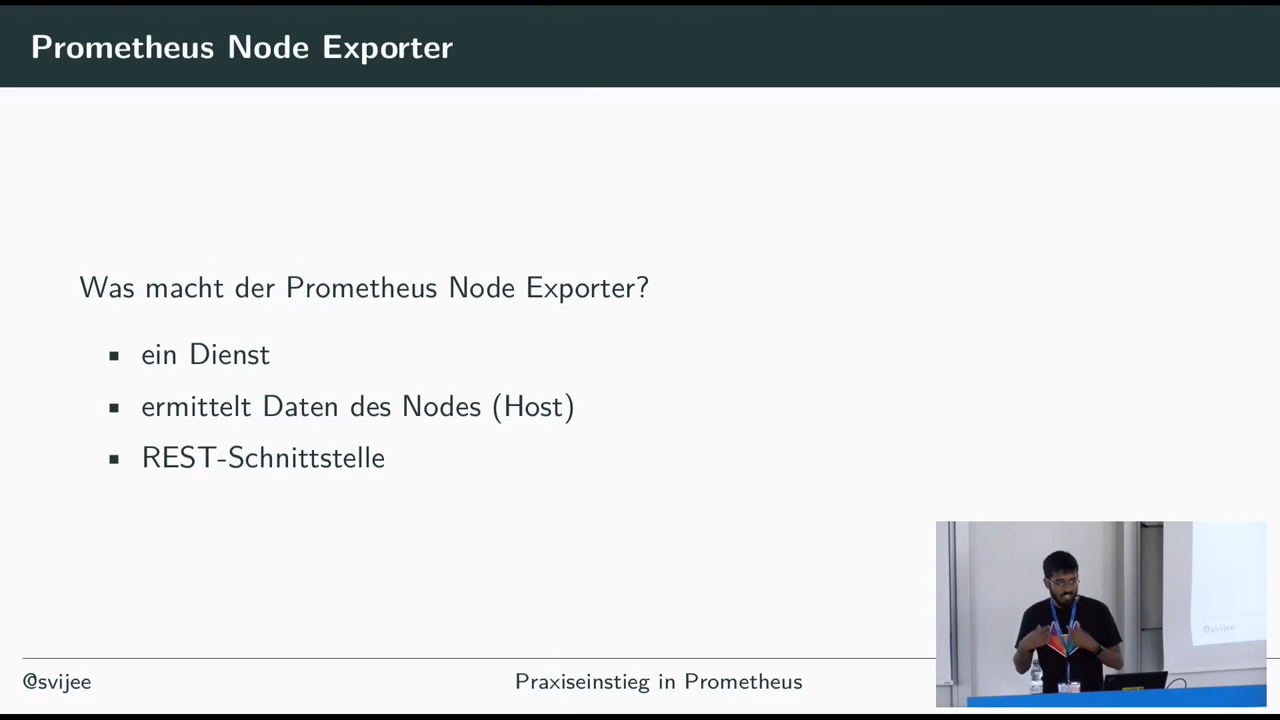 Prometheus Node Exporter
Was macht der Prometheus Node Exporter?
▪ ein Dienst
▪ ermittelt Daten des Nodes (Host)
▪ REST-Schnittstelle
@svijee
@svijee
Praxiseinstieg in Prometheus